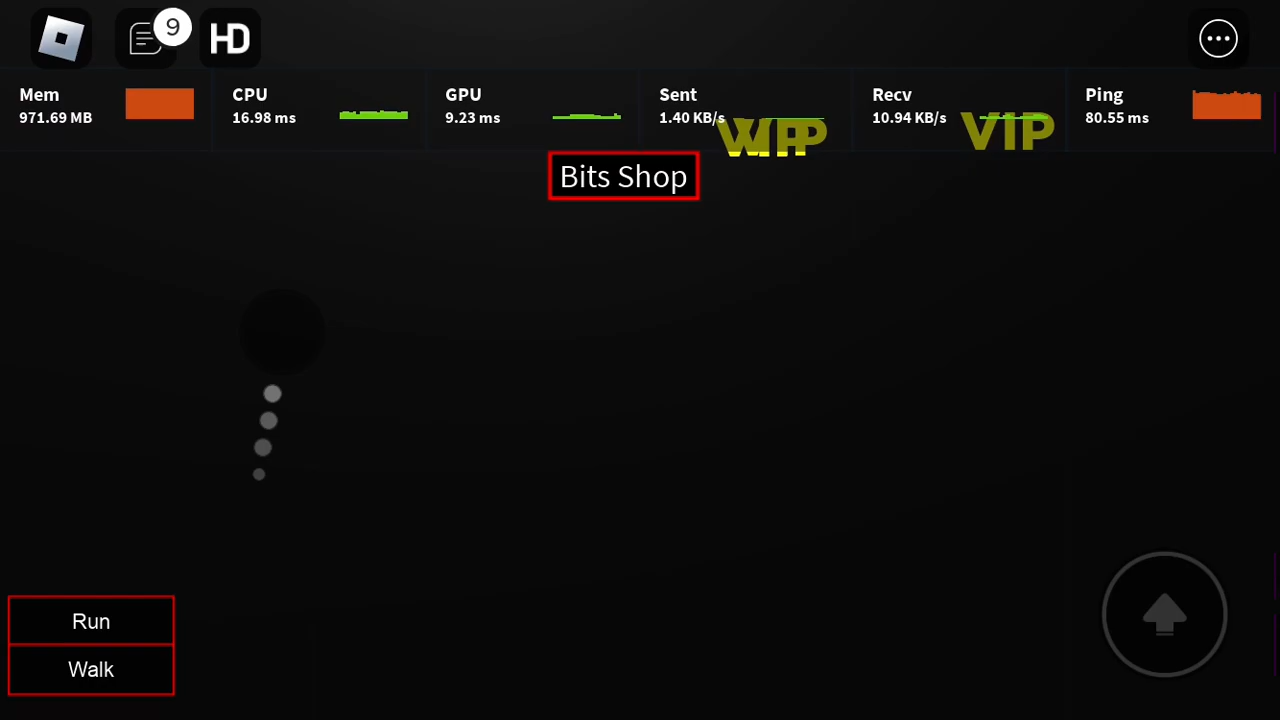 9
HD
Mem
971.69 MB
CPU
16.98 ms
GPU
9.23 ms
Sent
1.40 KB/s
Recv
10.94 KB/s
Ping
80.55 ms
VIP
Bits Shop
Run
Walk